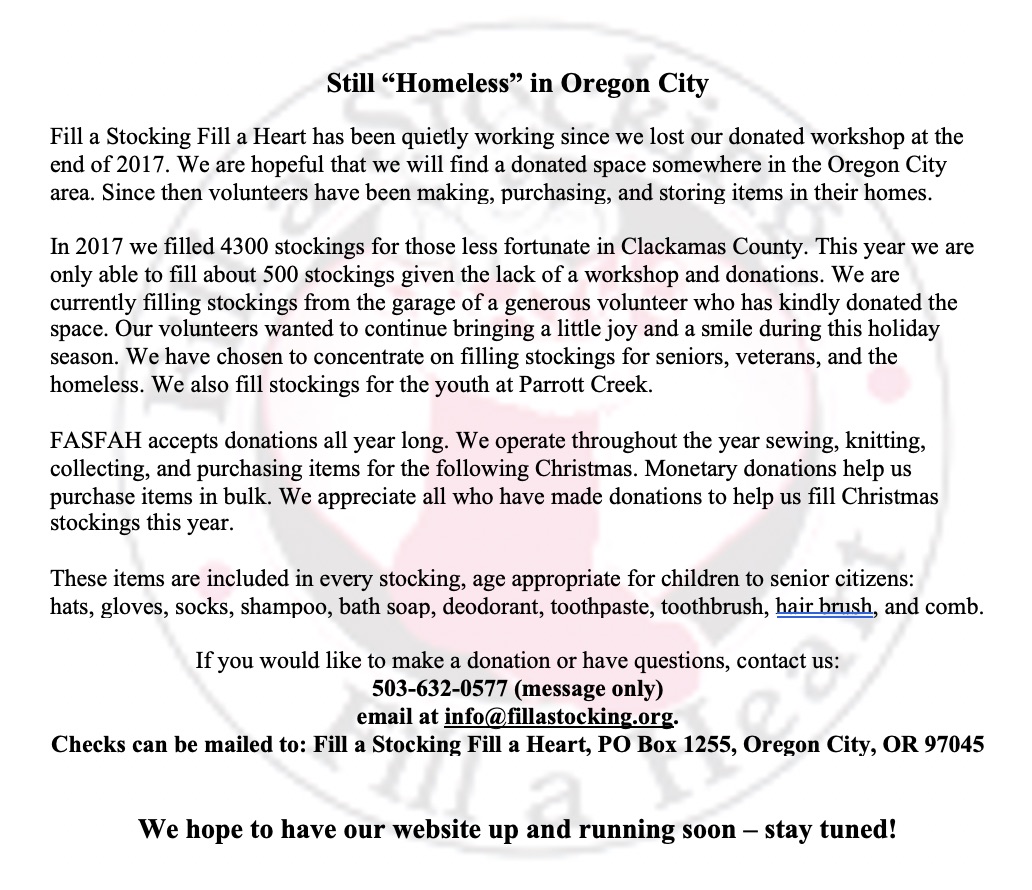 Still “Homeless” in Oregon City
Fill a Stocking Fill a Heart has been quietly working since we lost our donated workshop at the
end of 2017. We are hopeful that we will find a donated space somewhere in the Oregon City
area. Since then volunteers have been making, purchasing, and storing items in their homes.
In 2017 we filled 4300 stockings for those less fortunate in Clackamas County. This year we are
only able to fill about 500 stockings given the lack of a workshop and donations. We are
currently filling stockings from the garage of a generous volunteer who has kindly donated the
space. Our volunteers wanted to continue bringing a little joy and a smile during this holiday
season. We have chosen to concentrate on filling stockings for seniors, veterans, and the
homeless. We also fill stockings for the youth at Parrott Creek.
FASFAH accepts donations all year long. We operate throughout the year sewing, knitting,
collecting, and purchasing items for the following Christmas. Monetary donations help us
purchase items in bulk. We appreciate all who have made donations to help us fill Christmas
stockings this year.
These items are included in every stocking, age appropriate for children to senior citizens:
hats, gloves, socks, shampoo, bath soap, deodorant, toothpaste, toothbrush, hair brush, and comb.
If you would like to make a donation or have questions, contact us:
503-632-0577 (message only)
email at info@fillastocking.org.
Checks can be mailed to: Fill a Stocking Fill a Heart, PO Box 1255, Oregon City, OR 97045
We hope to have our website up and running soon – stay tuned!
Fill a Stocking
Fill a Heart